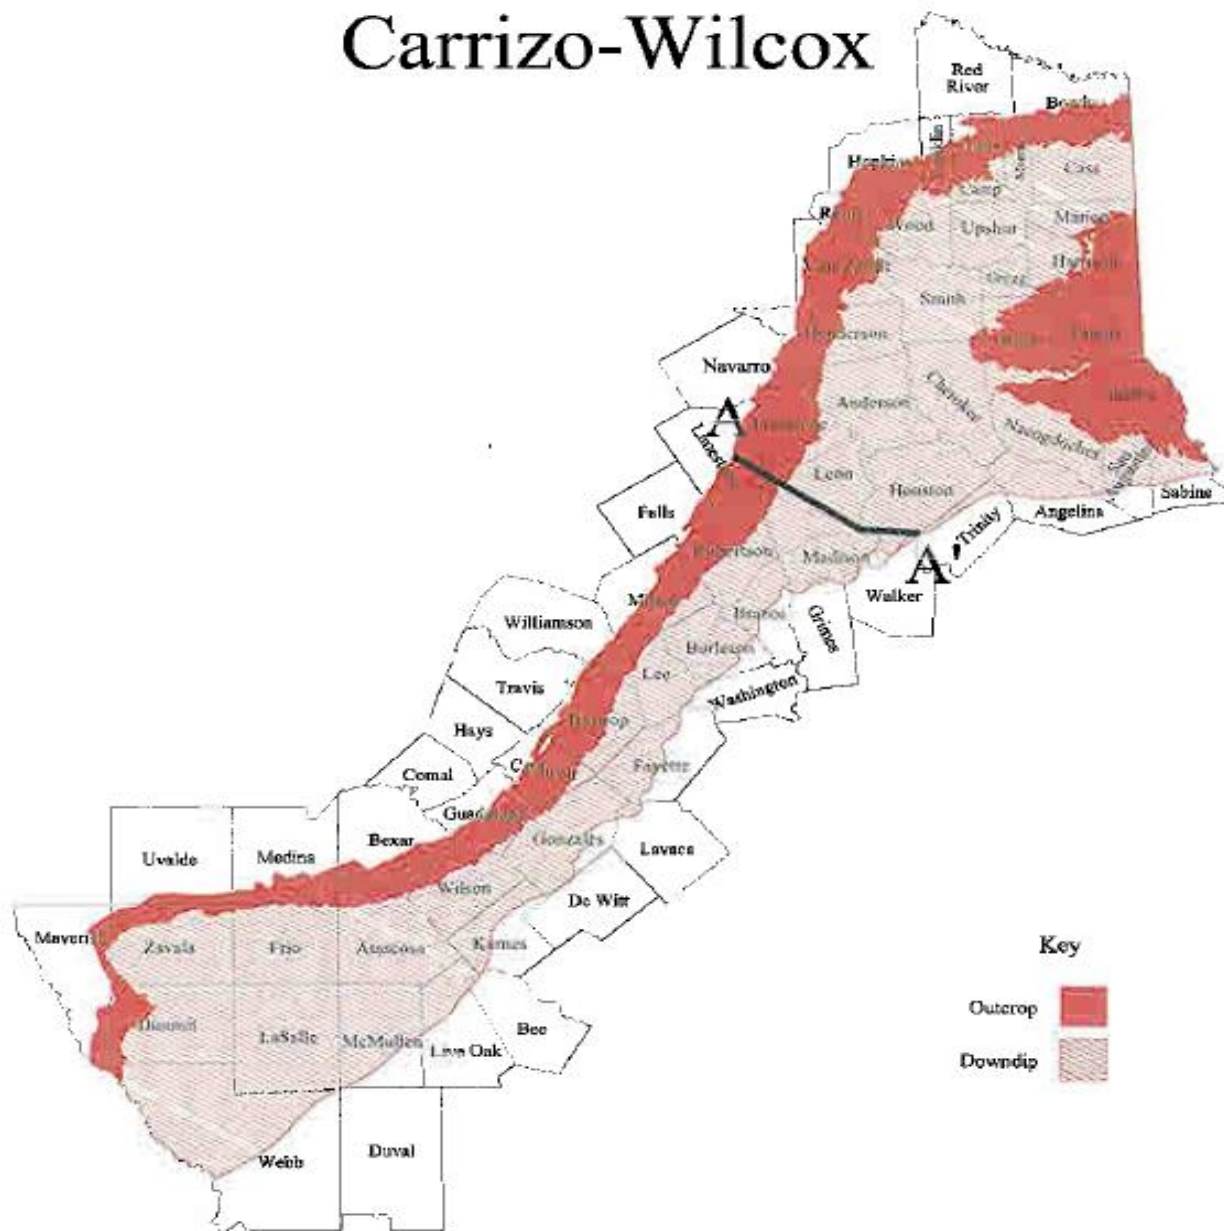 Carrizo-Wilcox
Red
River
Cass
Camp
Wood
Upshur
Marion
Smith
Henderson
Navarro
A
Anderson
Cherokee
Nacogdoches
Leon
Houston
Falls
Robertson
Madison
Trinity
Angelina
Sabine
A
Walker
Grimes
Williamson
Burleson
Lee
Travis
Washington
Bastrop
Hays
Fayette
Comal
Bexar
Gonzales
Lavaca
Uvalde
Medina
Wilson
De Witt
Zavala
Frio
Atascosa
Karnes
Key
Outcrop
Dimmit
LaSalle
McMullen
Live Oak
Bee
Downdip
Webb
Duval